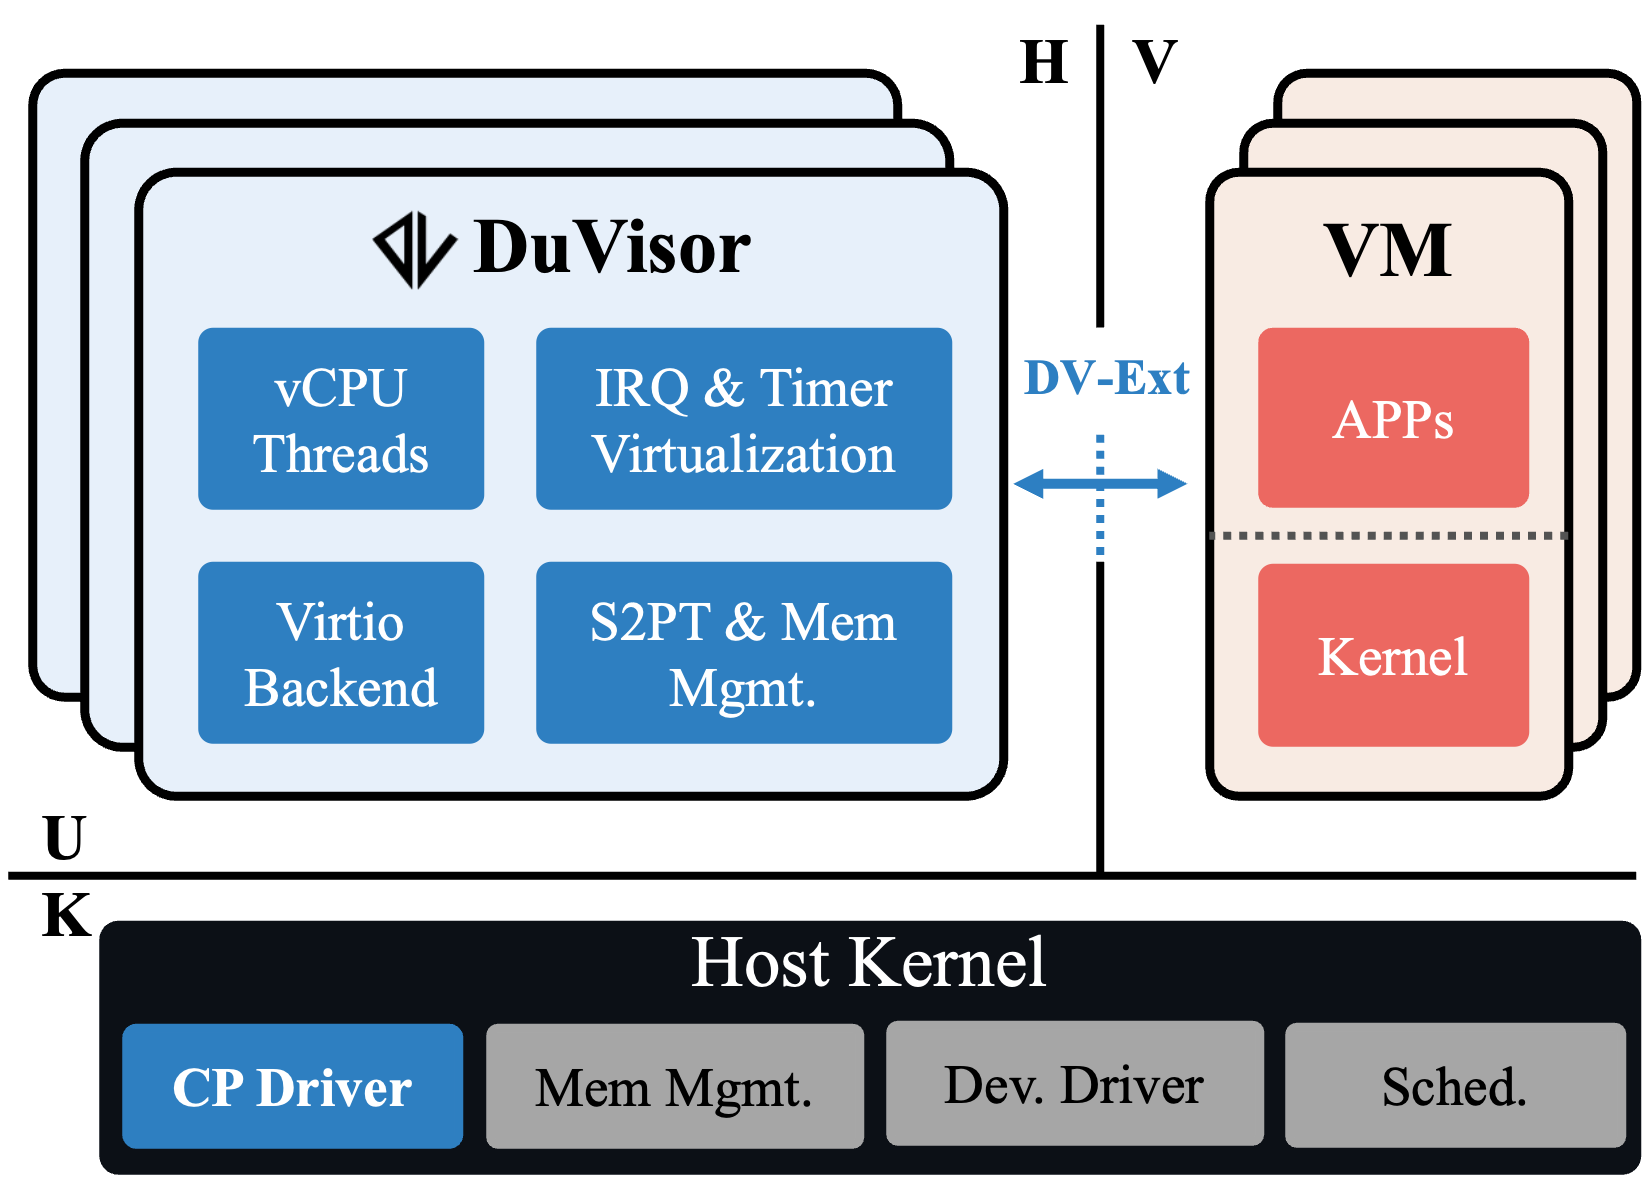 H V
DuVisor
VM
vCPU
Threads
IRQ & Timer
Virtualization
DV-Ext
APPs
Virtio
Backend
S2PT & Mem
Mgmt.
Kernel
U
K
Host Kernel
CP Driver
Mem Mgmt.
Dev. Driver
Sched.